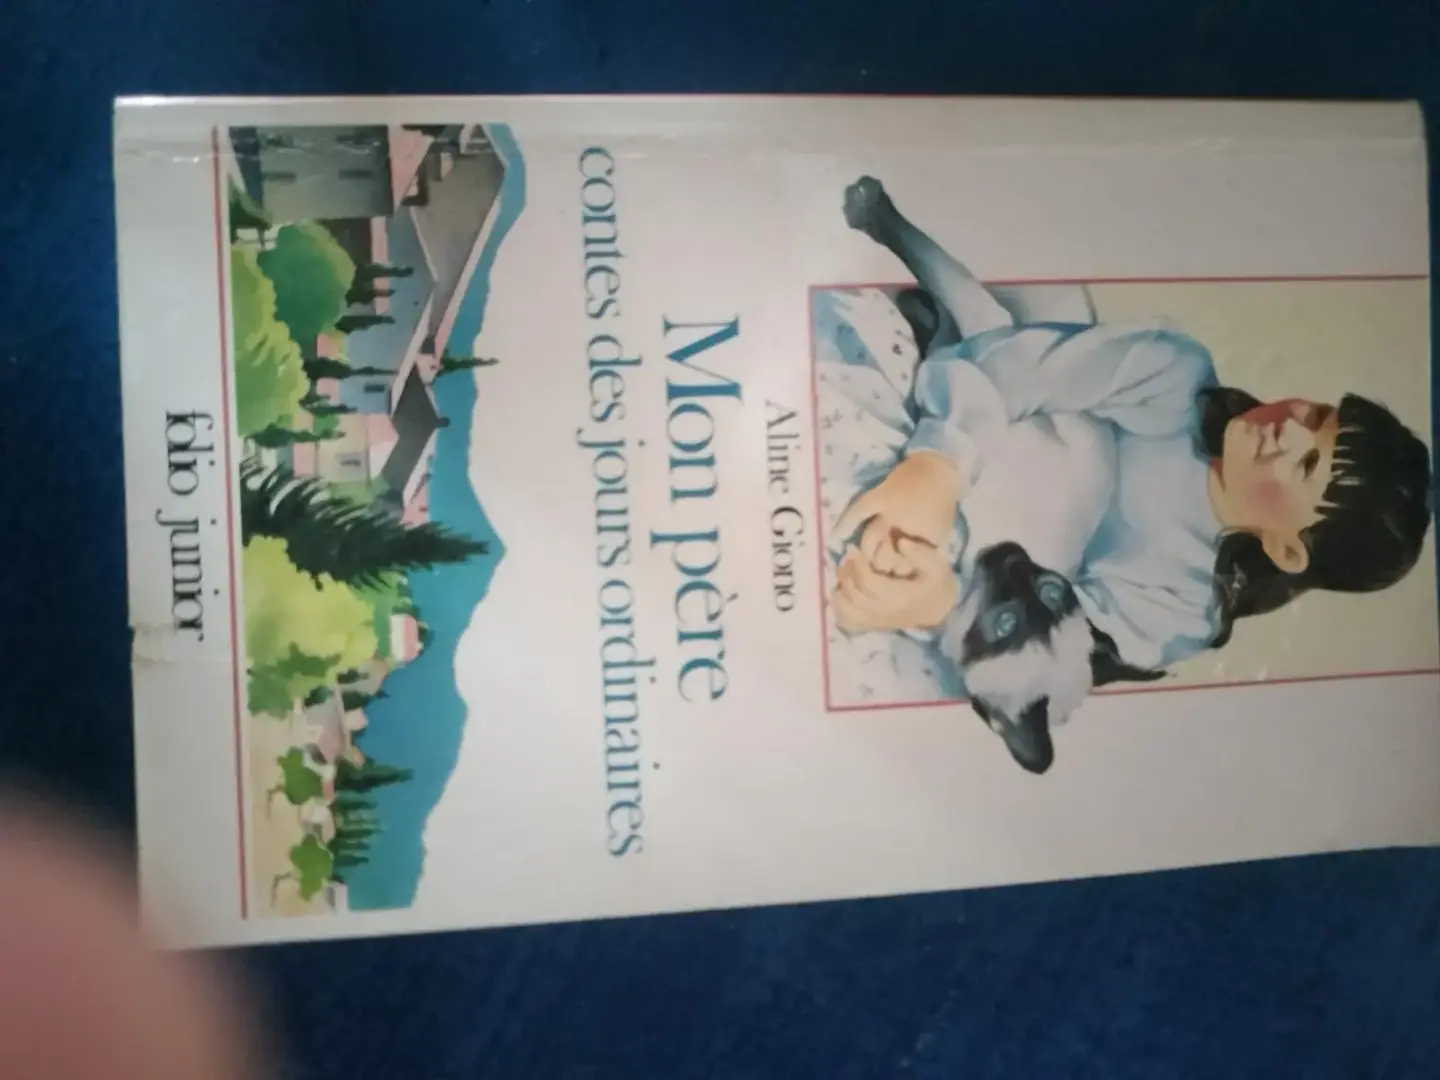 Aline Giono
Mon père
contes des jours ordinaires
folio junior